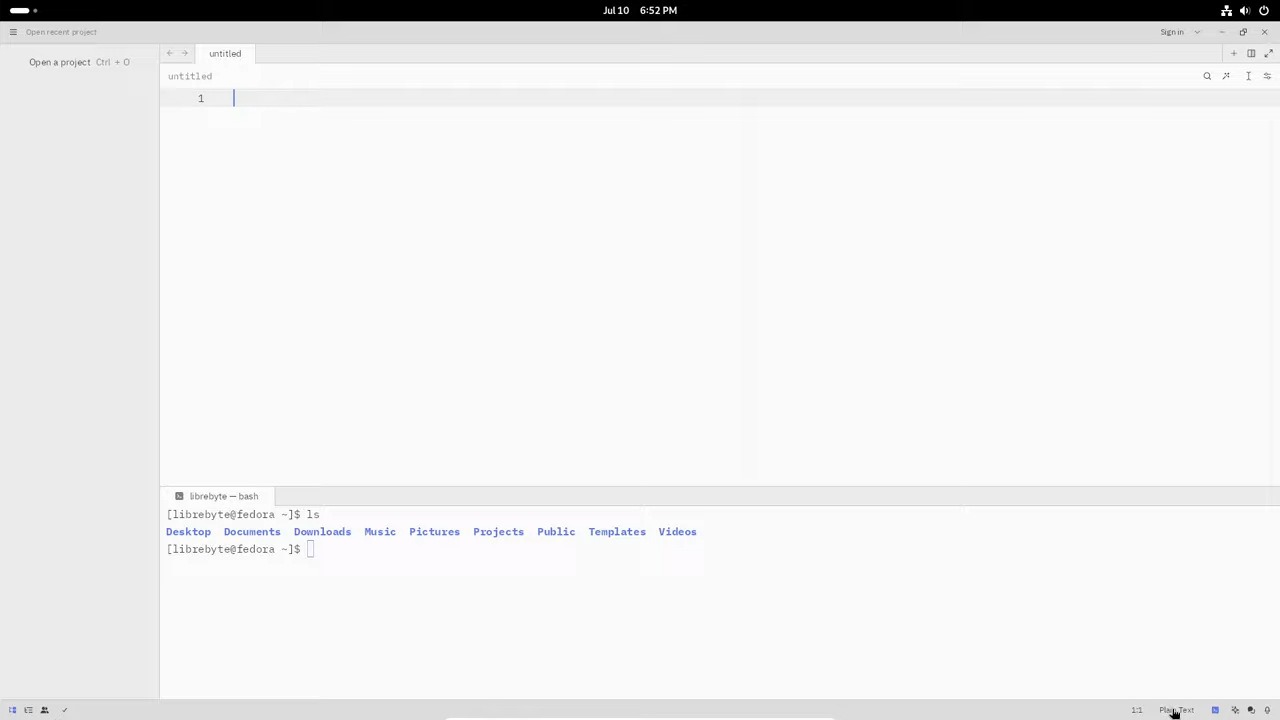 Jul 10 6:52 PM
Open recent project
Sign in
Open a project Ctrl + O
untitled
untitled
1
librebyte — bash
[librebyte@fedora ~]$ ls
Desktop Documents Downloads Music Pictures Projects Public Templates Videos
[librebyte@fedora ~]$
1:1 Plain Text